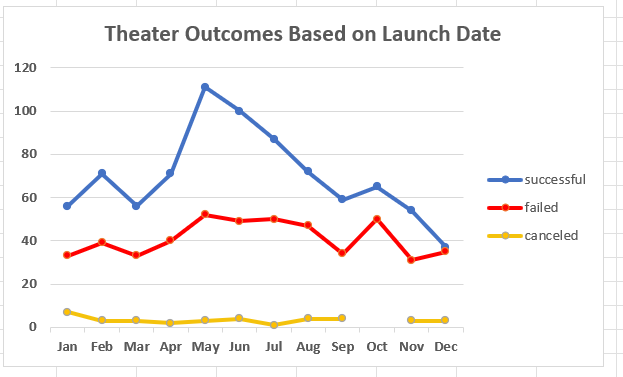 Theater Outcomes Based on Launch Date
120
100
80
60
40
20
0
Jan Feb Mar Apr May Jun Jul Aug Sep Oct Nov Dec
successful
failed
canceled